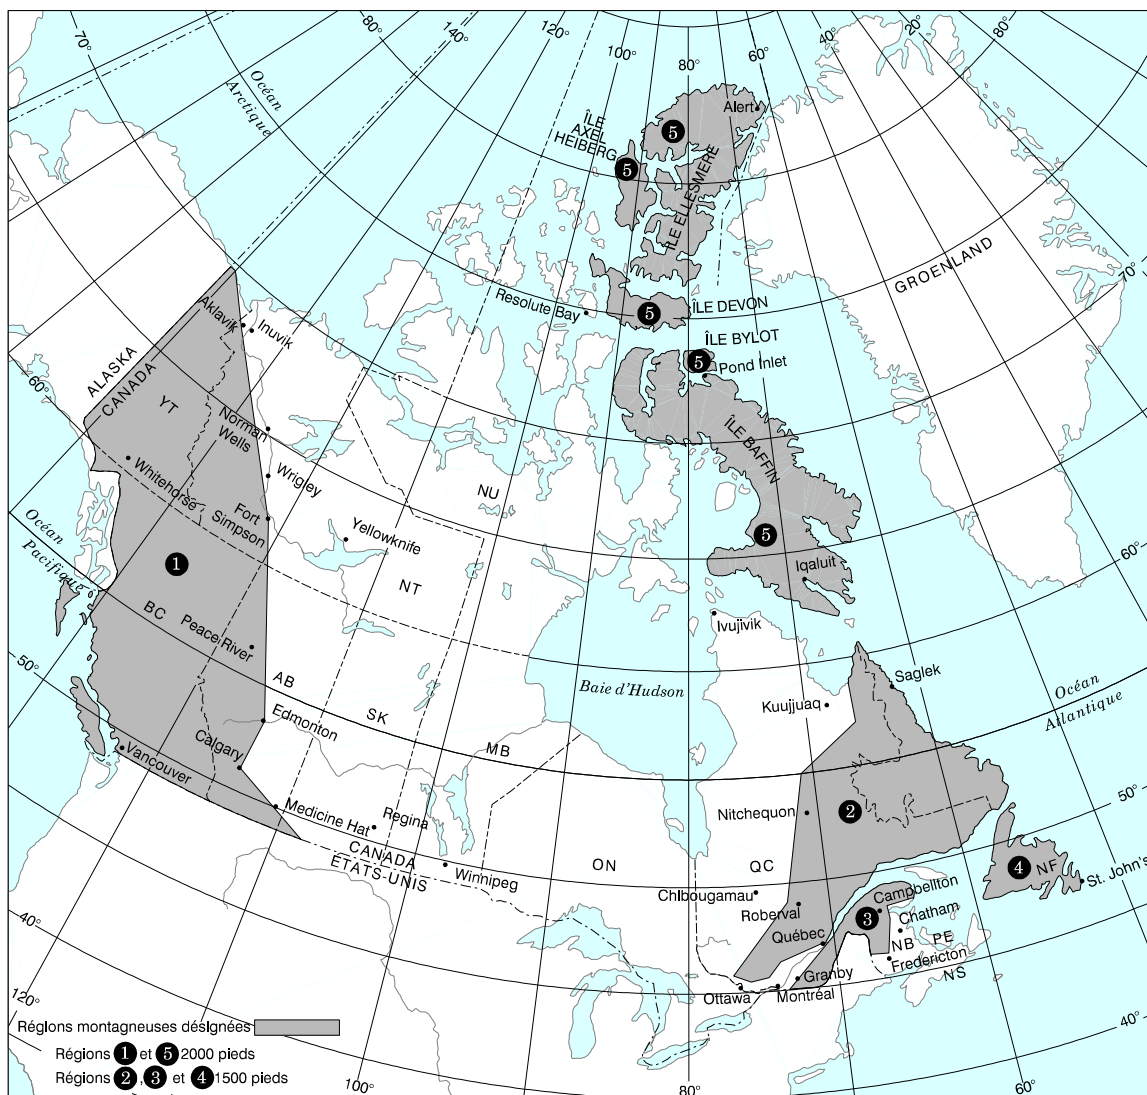 70°
80°
160°
140°
120°
100°
80°
60°
40°
20°
80°
Océan
Arctique
ÎLE
AXEL
HEIBERG
Alert
5
5
ÎLE ELLESMERE
GROENLAND
70°
Resolute Bay
5
ÎLE DEVON
ÎLE BYLOT
5
Pond Inlet
Aklavik
Inuvik
ALASKA
CANADA
60°
YT
Norman
Wells
Wrigley
Whitehorse
Fort
Simpson
Yellowknife
NU
NT
ÎLE BAFFIN
5
Iqaluit
60°
Océan
Pacifique
1
BC
Peace River
Ivujivik
Baie d'Hudson
Saglek
Kuujjuaq
Océan
Atlantique
50°
AB
SK
MB
Edmonton
Calgary
Vancouver
Medicine Hat
Regina
CANADA
ÉTATS-UNIS
Winnipeg
ON
QC
Nitchequon
2
50°
4
NF
St. John's
Chibougamau
Roberval
Québec
Campbellton
3
Chatham
NB
PE
Fredericton
NS
Granby
Ottawa
Montréal
40°
120°
100°
80°
60°
40°
Régions montagneuses désignées
Régions 1 et 5 2000 pieds
Régions 2, 3 et 4 1500 pieds